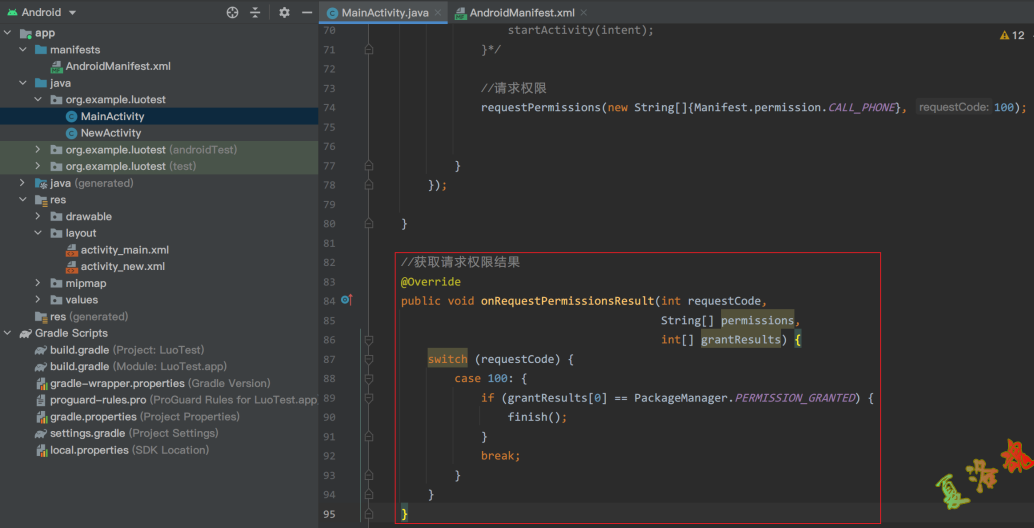 Android
MainActivity.java
AndroidManifest.xml
app
manifests
AndroidManifest.xml
java
org.example.luotest
MainActivity
NewActivity
org.example.luotest (androidTest)
org.example.luotest (test)
java (generated)
res
drawable
layout
activity_main.xml
activity_new.xml
mipmap
values
res (generated)
Gradle Scripts
build.gradle (Project: LuoTest)
build.gradle (Module: LuoTest.app)
gradle-wrapper.properties (Gradle Version)
proguard-rules.pro (ProGuard Rules for LuoTest.app
gradle.properties (Project Properties)
settings.gradle (Project Settings)
local.properties (SDK Location)
12
70 startActivity(intent);
71 }*/
72
73 //请求权限
74 requestPermissions(new String[]{Manifest.permission.CALL_PHONE}, requestCode: 100);
75
76
77 }
78 });
79
80 }
81
82 //获取请求权限结果
83 @Override
84 public void onRequestPermissionsResult(int requestCode,
85 String[] permissions,
86 int[] grantResults) {
87 switch (requestCode) {
88 case 100: {
89 if (grantResults[0] == PackageManager.PERMISSION_GRANTED) {
90 finish();
91 }
92 break;
93 }
94 }
95 }